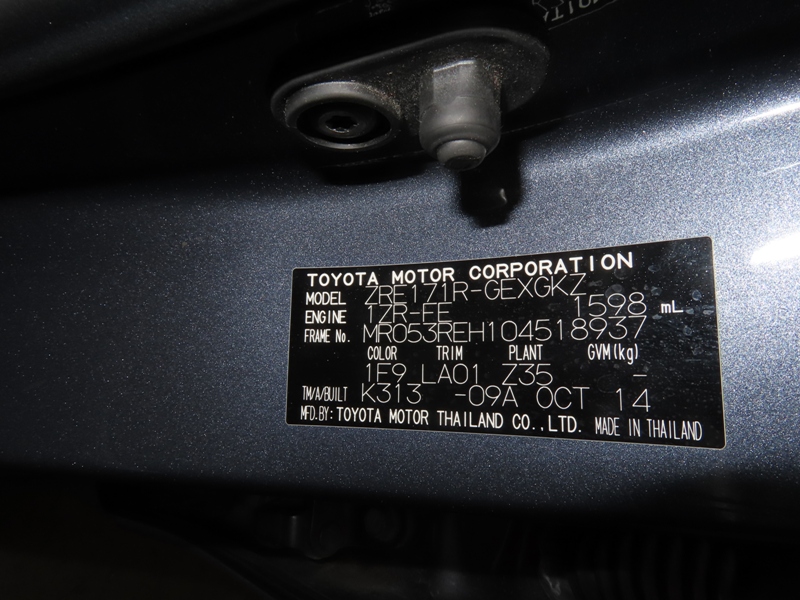 TOYOTA MOTOR CORPORATION
MODEL ZRE171R-GEXGKZ
ENGINE 1ZR-FE 1598 mL
FRAME No. MR053REH104518937
COLOR TRIM PLANT GVM(kg)
1F9 LA01 Z35 -
TM/A/BUILT K313 -09A OCT 14
MFD.BY: TOYOTA MOTOR THAILAND CO.,LTD. MADE IN THAILAND